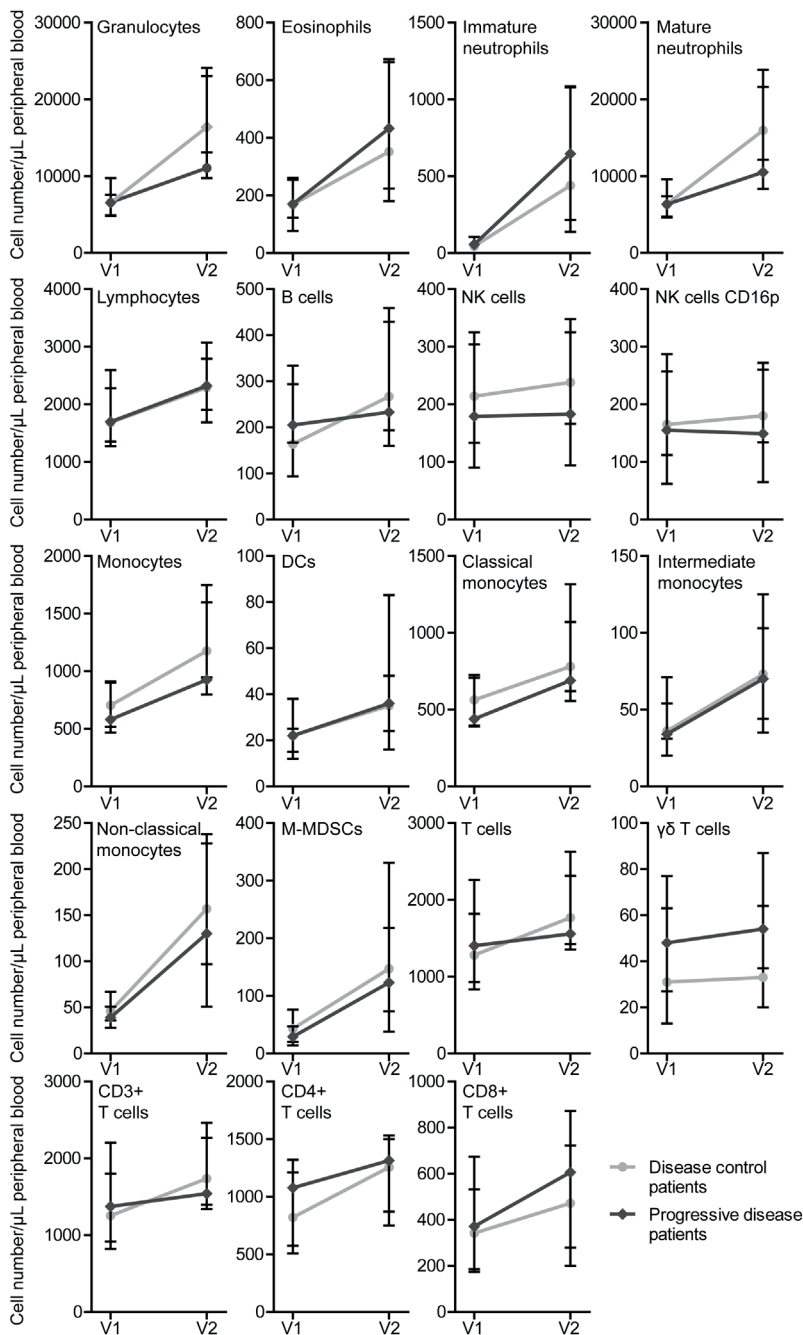 Cell number/µL peripheral blood
Granulocytes
30000
20000
10000
0
V1 V2
Eosinophils
800
600
400
200
0
V1 V2
Immature
neutrophils
1500
1000
500
0
V1 V2
Mature
neutrophils
30000
20000
10000
0
V1 V2
Cell number/µL peripheral blood
Lymphocytes
4000
3000
2000
1000
0
V1 V2
B cells
500
400
300
200
100
0
V1 V2
NK cells
400
300
200
100
0
V1 V2
NK cells CD16p
400
300
200
100
0
V1 V2
Cell number/µL peripheral blood
Monocytes
2000
1500
1000
500
0
V1 V2
DCs
100
80
60
40
20
0
V1 V2
Classical
monocytes
1500
1000
500
0
V1 V2
Intermediate
monocytes
150
100
50
0
V1 V2
Cell number/µL peripheral blood
Non-classical
monocytes
250
200
150
100
50
0
V1 V2
M-MDSCs
400
300
200
100
0
V1 V2
T cells
3000
2000
1000
0
V1 V2
γδ T cells
100
80
60
40
20
0
V1 V2
Cell number/µL peripheral blood
CD3+
T cells
3000
2000
1000
0
V1 V2
CD4+
T cells
2000
1500
1000
500
0
V1 V2
CD8+
T cells
1000
800
600
400
200
0
V1 V2
Disease control
patients
Progressive disease
patients